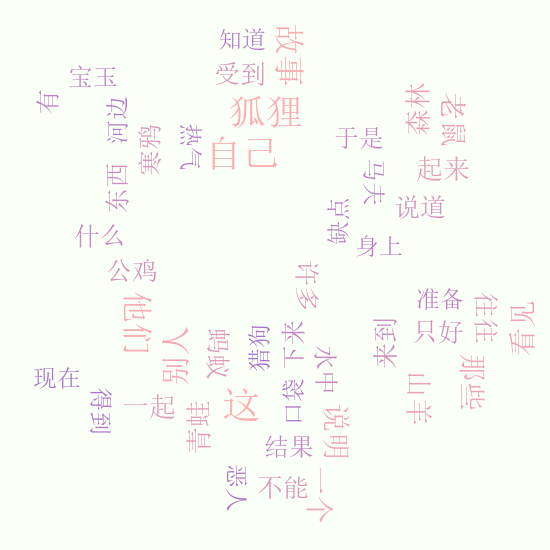 知道
故事
受到
宝玉
狐狸
有
河边
寒鸦
热气
自己
森林
老鼠
于是
起来
马夫
东西
说道
缺点
身上
什么
公鸡
许多
准备
往往
看见
他们
别人
蚂蚁
猎狗
下来
来到
只好
水中
那些
现在
得到
一起
青蛙
这
口袋
山羊
说明
结果
恶人
不能
一个